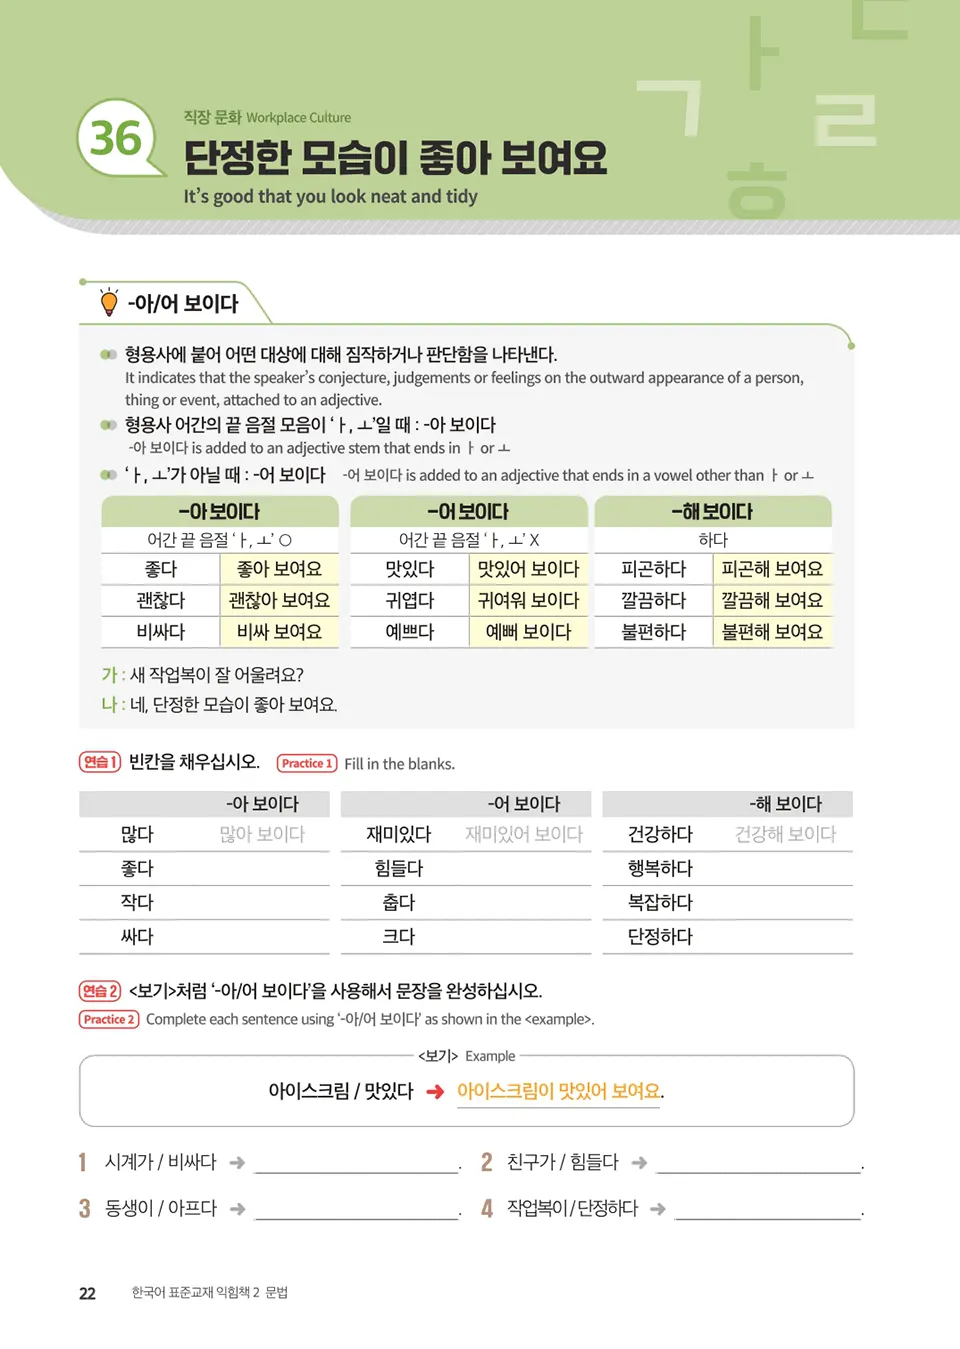 36
직장 문화 Workplace Culture
단정한 모습이 좋아 보여요
It's good that you look neat and tidy
ㄱ ㅏ ㄷ ㄹ ㅎ
-아/어 보이다
형용사에 붙어 어떤 대상에 대해 짐작하거나 판단함을 나타낸다.
It indicates that the speaker's conjecture, judgements or feelings on the outward appearance of a person,
thing or event, attached to an adjective.
형용사 어간의 끝 음절 모음이 'ㅏ, ㅗ'일 때 : -아 보이다
-아 보이다 is added to an adjective stem that ends in ㅏ or ㅗ
'ㅏ, ㅗ'가 아닐 때 : -어 보이다 -어 보이다 is added to an adjective that ends in a vowel other than ㅏ or ㅗ
-아 보이다 -어 보이다 -해 보이다
어간 끝 음절 'ㅏ, ㅗ' O 어간 끝 음절 'ㅏ, ㅗ' X 하다
좋다 좋아 보여요 맛있다 맛있어 보이다 피곤하다 피곤해 보여요
괜찮다 괜찮아 보여요 귀엽다 귀여워 보이다 깔끔하다 깔끔해 보여요
비싸다 비싸 보여요 예쁘다 예뻐 보이다 불편하다 불편해 보여요
가 : 새 작업복이 잘 어울려요?
나 : 네, 단정한 모습이 좋아 보여요.
연습 1 빈칸을 채우십시오. Practice 1 Fill in the blanks.
-아 보이다 -어 보이다 -해 보이다
많다 많아 보이다 재미있다 재미있어 보이다 건강하다 건강해 보이다
좋다 힘들다 행복하다
작다 춥다 복잡하다
싸다 크다 단정하다
연습 2 <보기>처럼 '-아/어 보이다'을 사용해서 문장을 완성하십시오.
Practice 2 Complete each sentence using '-아/어 보이다' as shown in the <example>.
<보기> Example
아이스크림 / 맛있다 ➜ 아이스크림이 맛있어 보여요.
1 시계가 / 비싸다 ➜ ____________________. 2 친구가 / 힘들다 ➜ ____________________.
3 동생이 / 아프다 ➜ ____________________. 4 작업복이 / 단정하다 ➜ ____________________.
22 한국어 표준교재 익힘책 2 문법